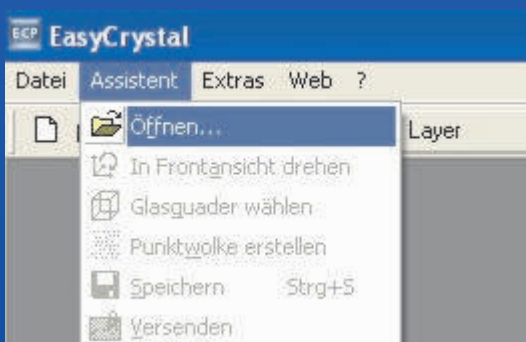 ECP EasyCrystal
Datei Assistent Extras Web ?
Öffnen... Layer
In Frontansicht drehen
Glasquader wählen
Punktwolke erstellen
Speichern Strg+S
Versenden